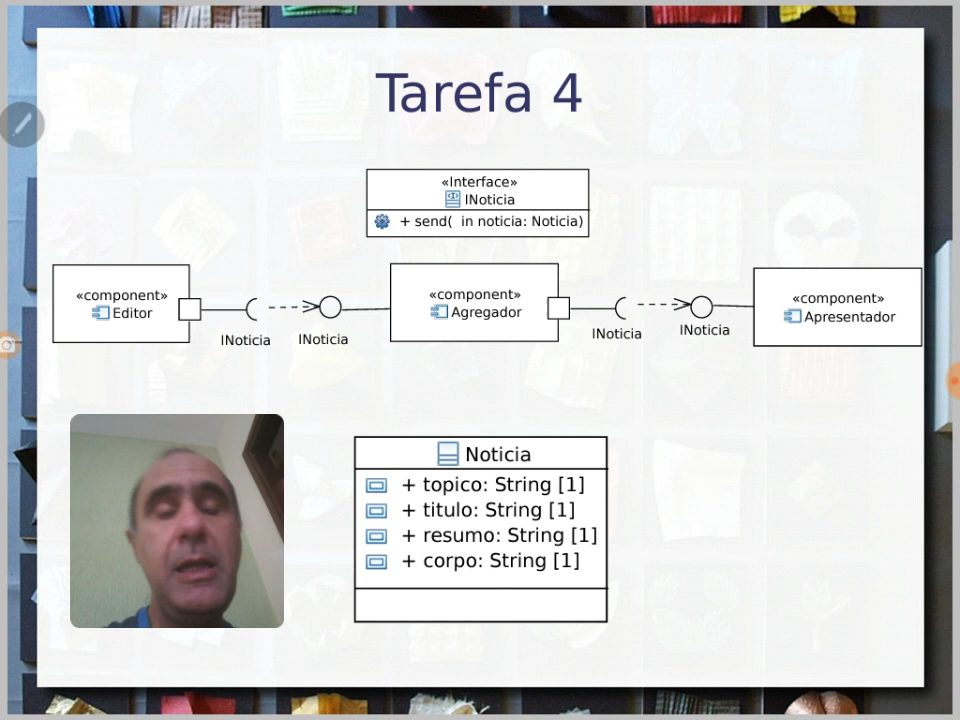 Tarefa 4
«Interface»
INoticia
+ send( in noticia: Noticia)
«component»
Editor
INoticia
INoticia
«component»
Agregador
INoticia
INoticia
«component»
Apresentador
Noticia
+ topico: String [1]
+ titulo: String [1]
+ resumo: String [1]
+ corpo: String [1]